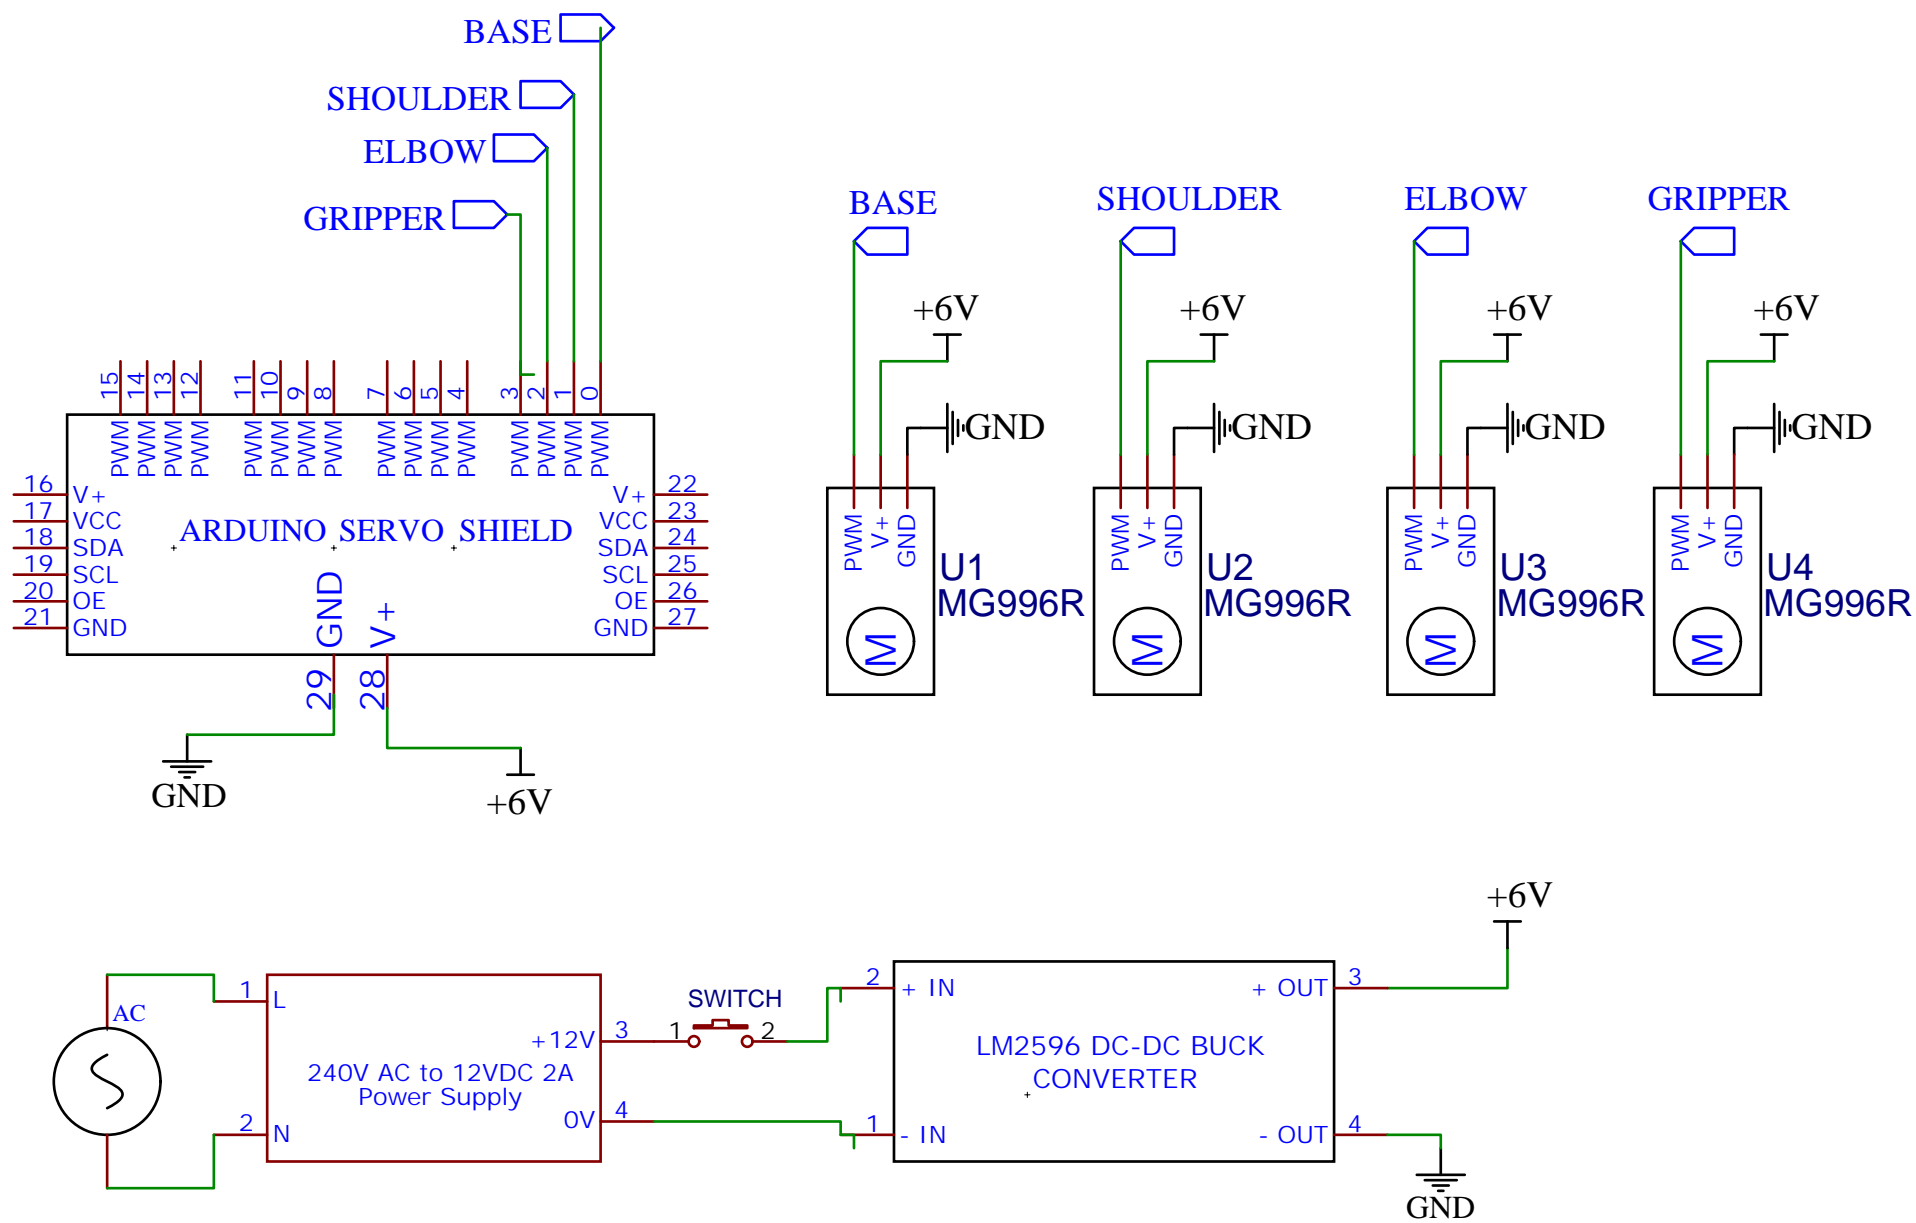 BASE
SHOULDER
ELBOW
GRIPPER
15 14 13 12 11 10 9 8 7 6 5 4 3 2 1 0
PWM PWM PWM PWM PWM PWM PWM PWM PWM PWM PWM PWM PWM PWM PWM PWM
16 V+ V+ 22
17 VCC VCC 23
18 SDA ARDUINO SERVO SHIELD SDA 24
19 SCL SCL 25
20 OE OE 26
21 GND GND 27
GND V+
29 28
GND
+6V
BASE SHOULDER ELBOW GRIPPER
+6V +6V +6V +6V
GND GND GND GND
PWM V+ GND PWM V+ GND PWM V+ GND PWM V+ GND
U1 U2 U3 U4
MG996R MG996R MG996R MG996R
M M M M
AC
1 L
2 N
+12V 3
240V AC to 12VDC 2A
Power Supply
0V 4
SWITCH
1 2
2 + IN
1 - IN
LM2596 DC-DC BUCK
CONVERTER
+ OUT 3
- OUT 4
+6V
GND